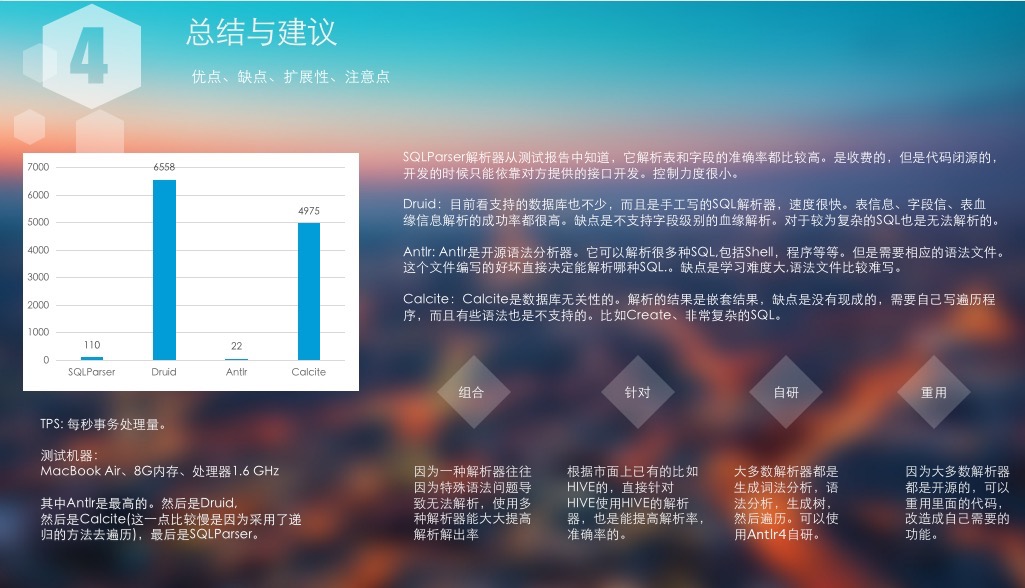 4
总结与建议
优点、缺点、扩展性、注意点
7000
6000
5000
4000
3000
2000
1000
0
110
6558
22
4975
SQLParser
Druid
Antlr
Calcite
TPS: 每秒事务处理量。
测试机器：
MacBook Air、8G内存、处理器1.6 GHz
其中Antlr是最高的。然后是Druid,
然后是Calcite(这一点比较慢是因为采用了递
归的方法去遍历)，最后是SQLParser。
SQLParser解析器从测试报告中知道，它解析表和字段的准确率都比较高。是收费的，但是代码闭源的，
开发的时候只能依靠对方提供的接口开发。控制力度很小。
Druid：目前看支持的数据库也不少，而且是手工写的SQL解析器，速度很快。表信息、字段信、表血
缘信息解析的成功率都很高。缺点是不支持字段级别的血缘解析。对于较为复杂的SQL也是无法解析的。
Antlr: Antlr是开源语法分析器。它可以解析很多种SQL,包括Shell，程序等等。但是需要相应的语法文件。
这个文件编写的好坏直接决定能解析哪种SQL.。缺点是学习难度大,语法文件比较难写。
Calcite：Calcite是数据库无关性的。解析的结果是嵌套结果，缺点是没有现成的，需要自己写遍历程
序，而且有些语法也是不支持的。比如Create、非常复杂的SQL。
组合
因为一种解析器往往
因为特殊语法问题导
致无法解析，使用多
种解析器能大大提高
解析解出率
针对
根据市面上已有的比如
HIVE的，直接针对
HIVE使用HIVE的解析
器，也是能提高解析率，
准确率的。
自研
大多数解析器都是
生成词法分析，语
法分析，生成树，
然后遍历。可以使
用Antlr4自研。
重用
因为大多数解析器
都是开源的，可以
重用里面的代码，
改造成自己需要的
功能。